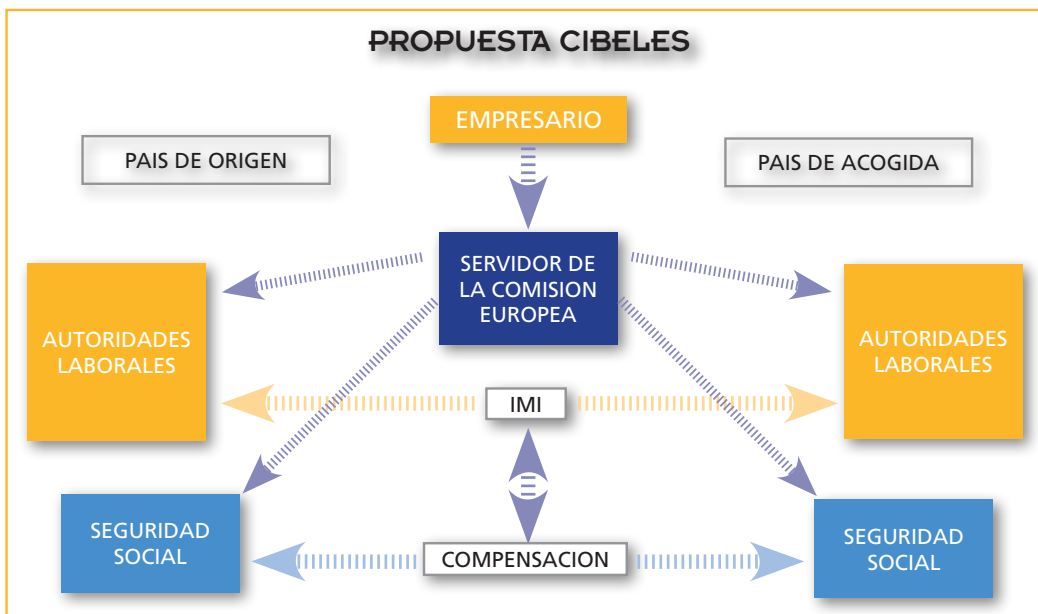 PROPUESTA CIBELES
EMPRESARIO
PAIS DE ORIGEN
PAIS DE ACOGIDA
SERVIDOR DE
LA COMISION
EUROPEA
AUTORIDADES
LABORALES
AUTORIDADES
LABORALES
IMI
SEGURIDAD
SOCIAL
COMPENSACION
SEGURIDAD
SOCIAL